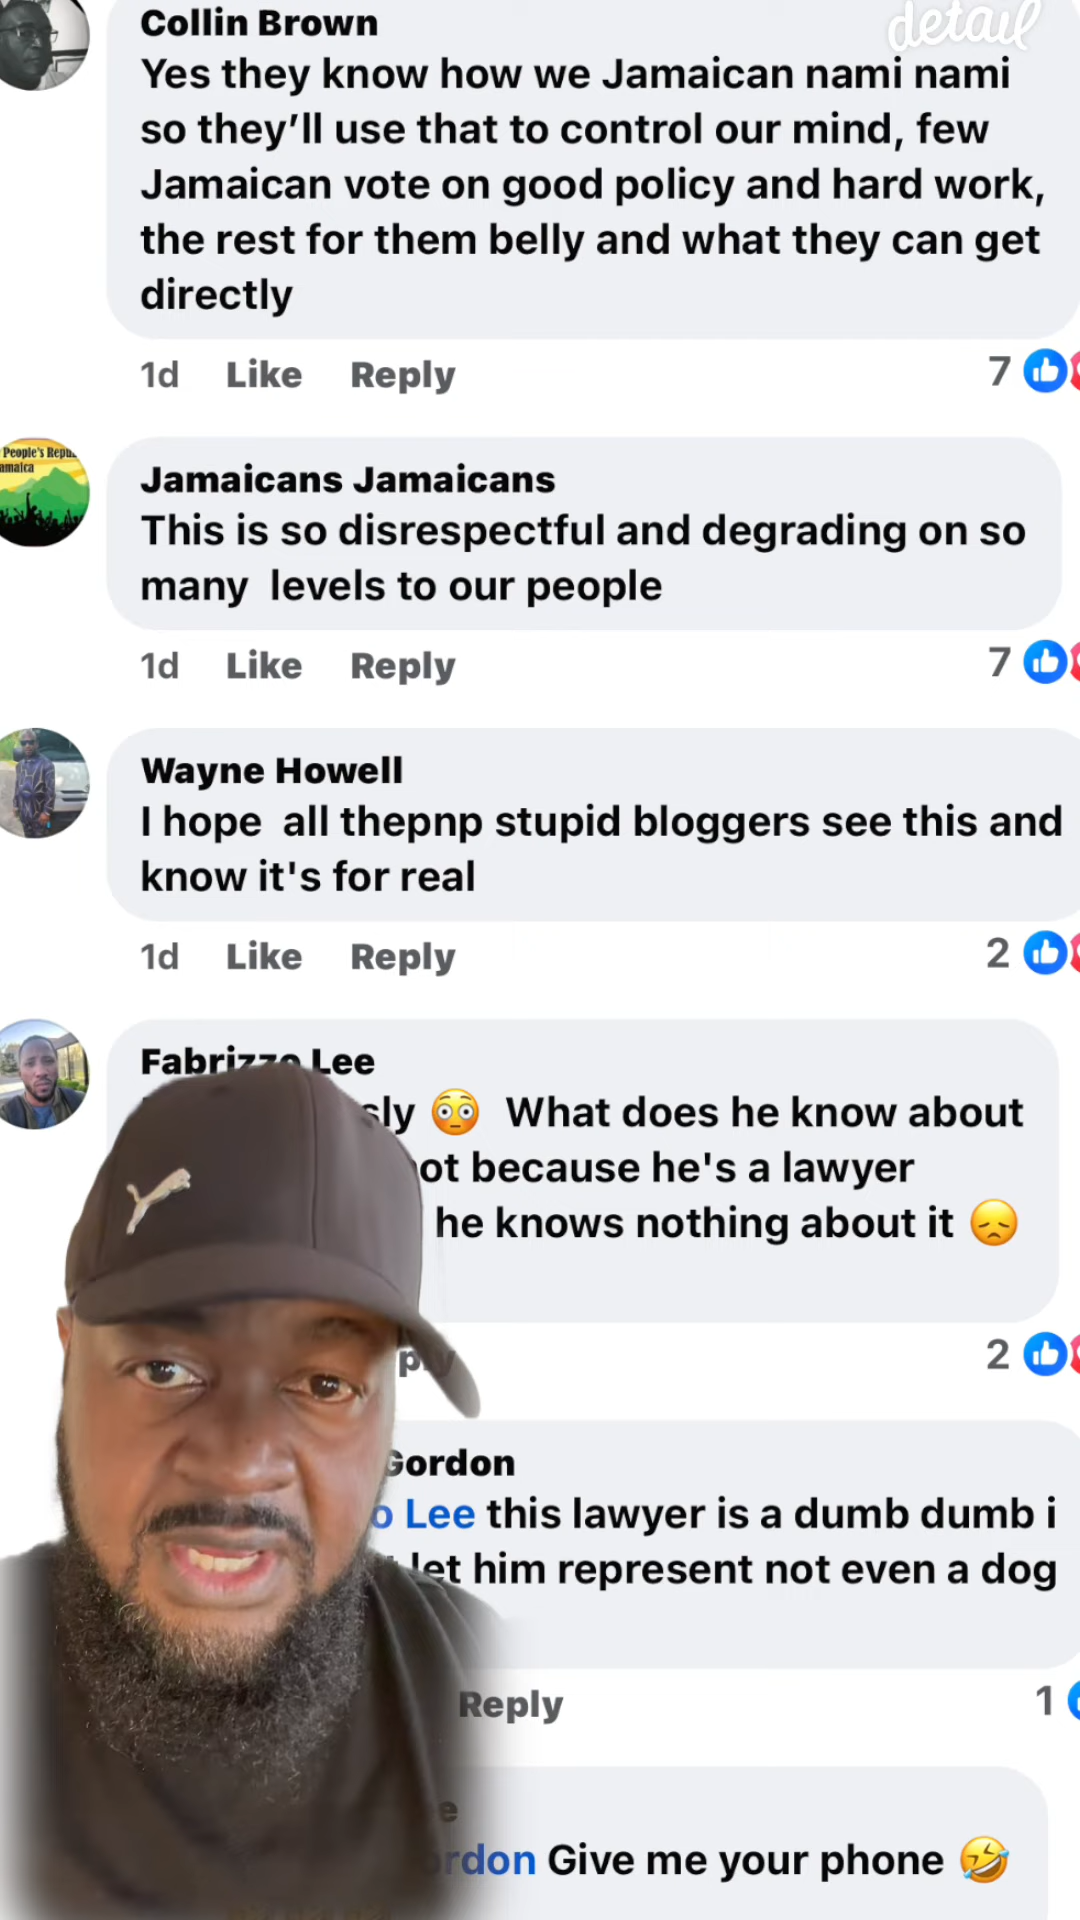 detail
Collin Brown
Yes they know how we Jamaican nami nami
so they'll use that to control our mind, few
Jamaican vote on good policy and hard work,
the rest for them belly and what they can get
directly
1d Like Reply 7
People's
Jamaicans Jamaicans
This is so disrespectful and degrading on so
many levels to our people
1d Like Reply 7
Wayne Howell
I hope all thepnp stupid bloggers see this and
know it's for real
1d Like Reply 2
Fabrizzo Lee
😳 What does he know about
because he's a lawyer
he knows nothing about it 😞
2
Gordon
Lee this lawyer is a dumb dumb i
let him represent not even a dog
Reply 1
Give me your phone 🤣